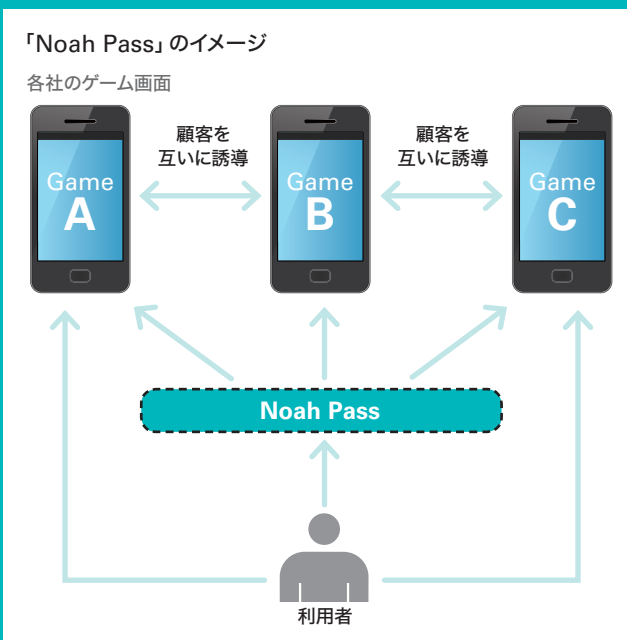 「Noah Pass」のイメージ
各社のゲーム画面
顧客を
互いに誘導
顧客を
互いに誘導
Game
A
Game
B
Game
C
Noah Pass
利用者